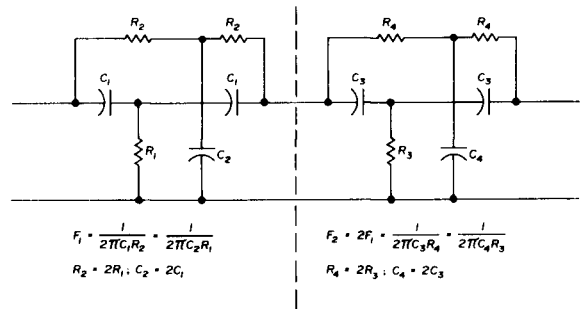 R₂ R₂ R₄ R₄
C₁ C₁ C₃ C₃
R₁ C₂ R₃ C₄
F₁ = 1/2πC₁R₂ = 1/2πC₂R₁
R₂ = 2R₁ ; C₂ = 2C₁
F₂ = 2F₁ = 1/2πC₃R₄ = 1/2πC₄R₃
R₄ = 2R₃ ; C₄ = 2C₃